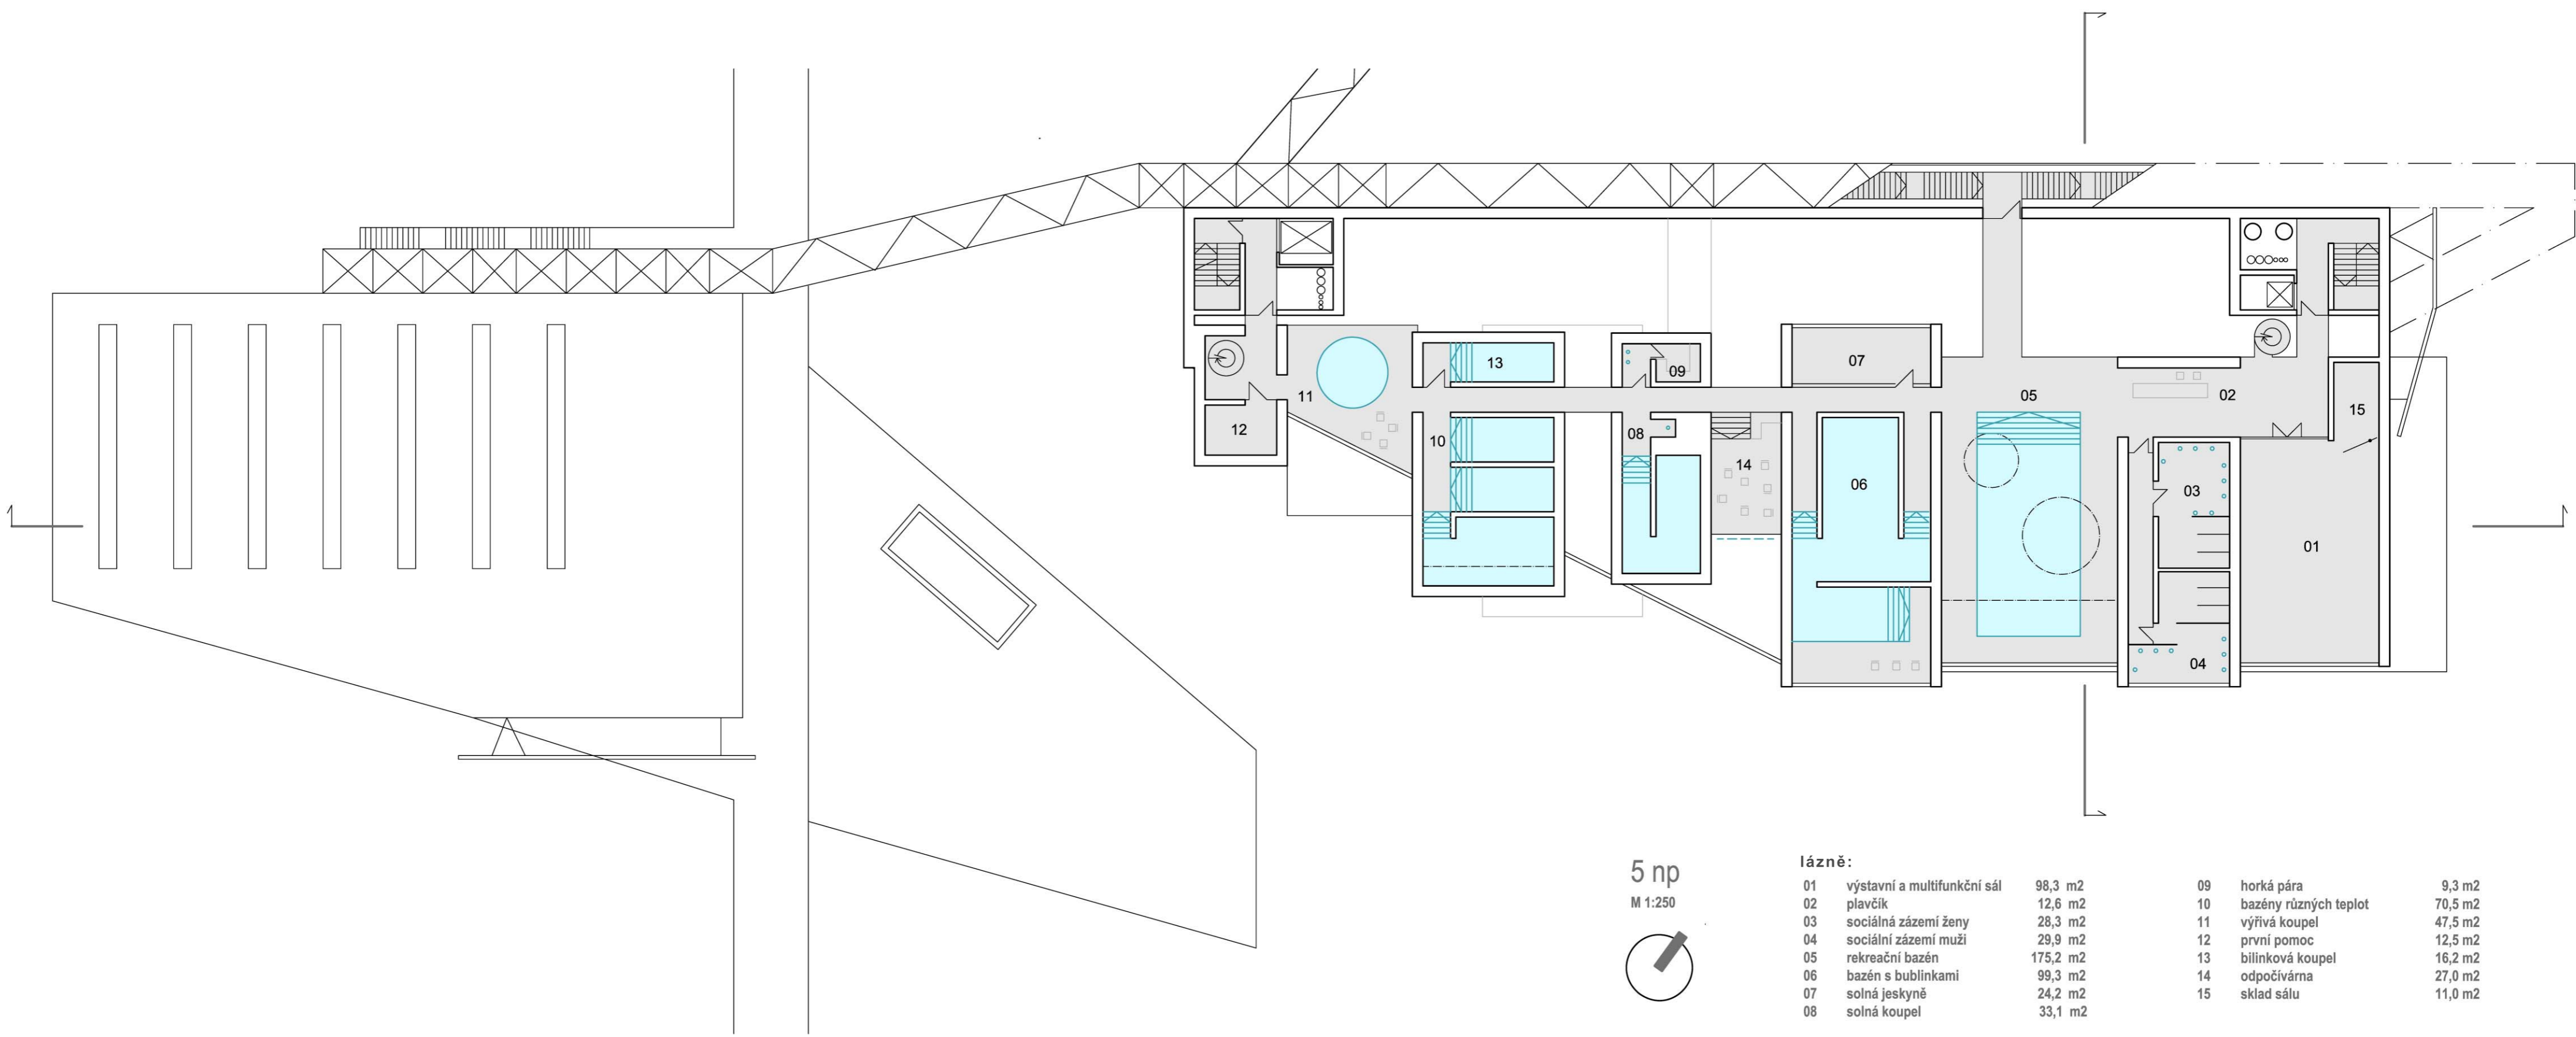 13
07
09
11
05
02
15
12
10
08
14
06
03
01
04
5 np
M 1:250
lázně:
01 výstavní a multifunkční sál 98,3 m2
02 plavčík 12,6 m2
03 sociálná zázemí ženy 28,3 m2
04 sociální zázemí muži 29,9 m2
05 rekreační bazén 175,2 m2
06 bazén s bublinkami 99,3 m2
07 solná jeskyně 24,2 m2
08 solná koupel 33,1 m2
09 horká pára 9,3 m2
10 bazény různých teplot 70,5 m2
11 výřivá koupel 47,5 m2
12 první pomoc 12,5 m2
13 bilinková koupel 16,2 m2
14 odpočívárna 27,0 m2
15 sklad sálu 11,0 m2